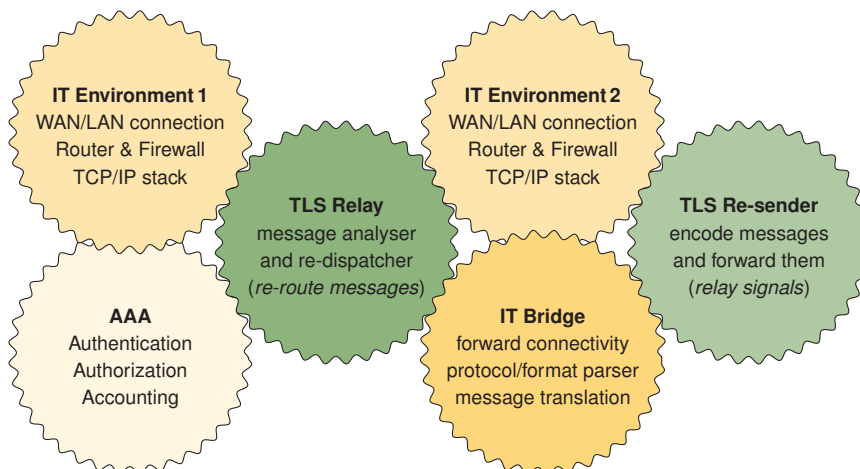 IT Environment 1
WAN/LAN connection
Router & Firewall
TCP/IP stack
IT Environment 2
WAN/LAN connection
Router & Firewall
TCP/IP stack
TLS Relay
message analyser
and re-dispatcher
(re-route messages)
TLS Re-sender
encode messages
and forward them
(relay signals)
AAA
Authentication
Authorization
Accounting
IT Bridge
forward connectivity
protocol/format parser
message translation